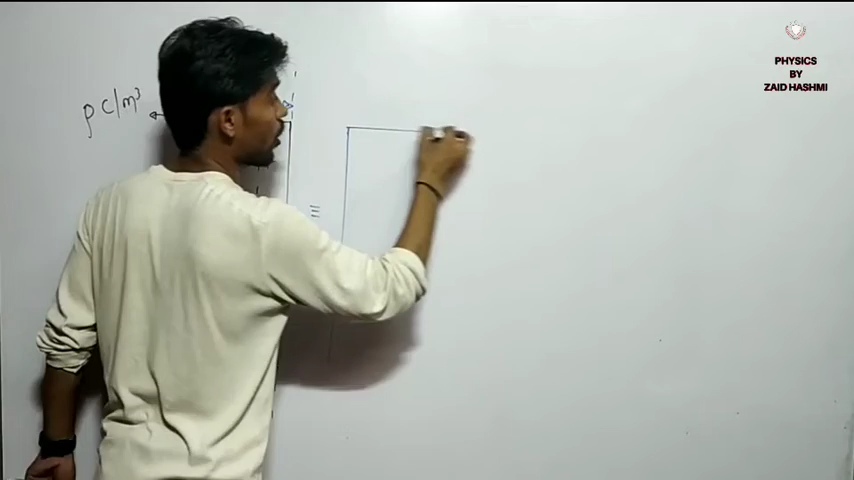 ρ C/m³
≡
PHYSICS
BY
ZAID HASHMI